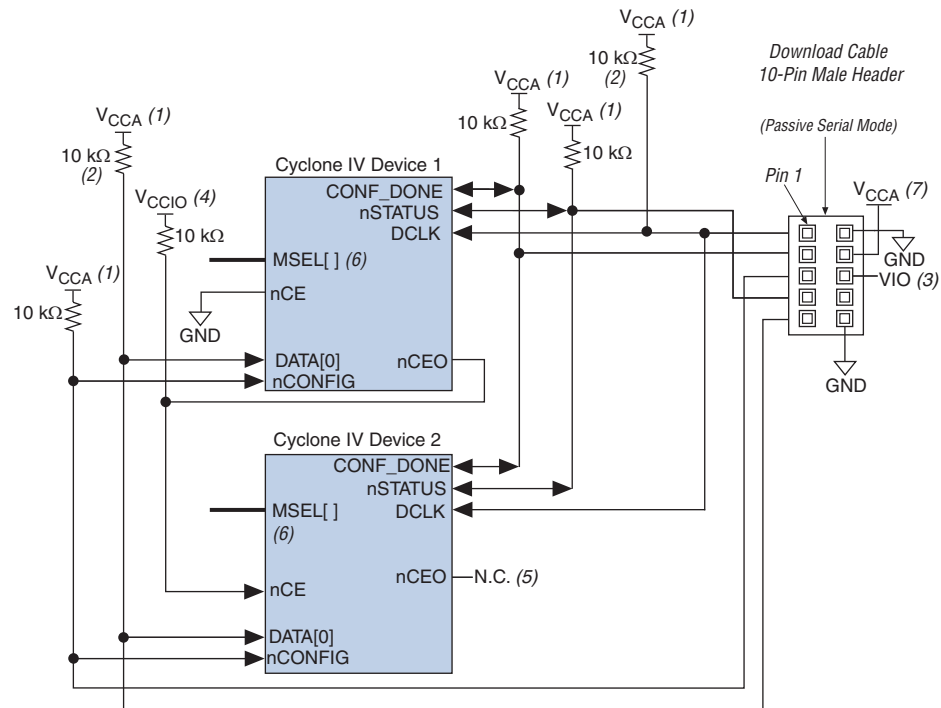 VCCA (1)
10 kΩ
(2)
Download Cable
10-Pin Male Header
VCCA (1)
10 kΩ
VCCA (1)
10 kΩ
(Passive Serial Mode)
Pin 1
VCCA (7)
GND
VIO (3)
GND
VCCA (1)
10 kΩ
(2)
VCCIO (4)
10 kΩ
VCCA (1)
10 kΩ
Cyclone IV Device 1
CONF_DONE
nSTATUS
DCLK
MSEL[ ] (6)
nCE
GND
DATA[0]
nCEO
nCONFIG
Cyclone IV Device 2
CONF_DONE
nSTATUS
MSEL[ ]
DCLK
(6)
nCEO
N.C. (5)
nCE
DATA[0]
nCONFIG